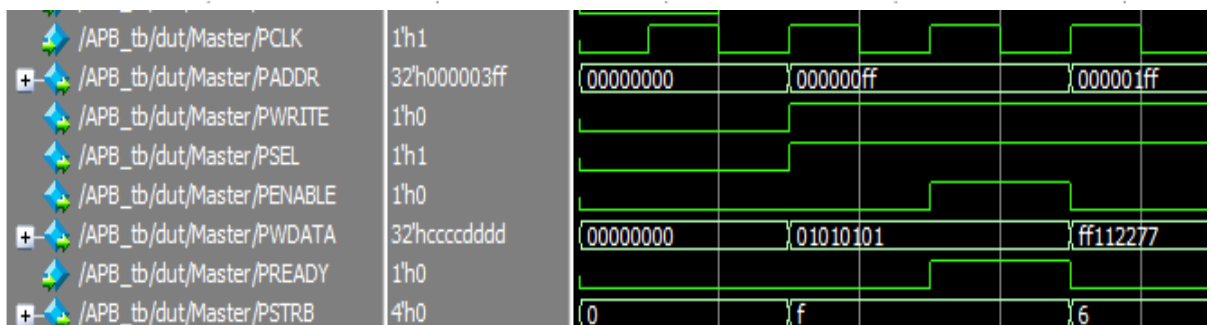 /APB_tb/dut/Master/PCLK 1'h1
/APB_tb/dut/Master/PADDR 32'h000003ff 00000000 000000ff 000001ff
/APB_tb/dut/Master/PWRITE 1'h0
/APB_tb/dut/Master/PSEL 1'h1
/APB_tb/dut/Master/PENABLE 1'h0
/APB_tb/dut/Master/PWDATA 32'hccccdddd 00000000 01010101 ff112277
/APB_tb/dut/Master/PREADY 1'h0
/APB_tb/dut/Master/PSTRB 4'h0 0 f 6